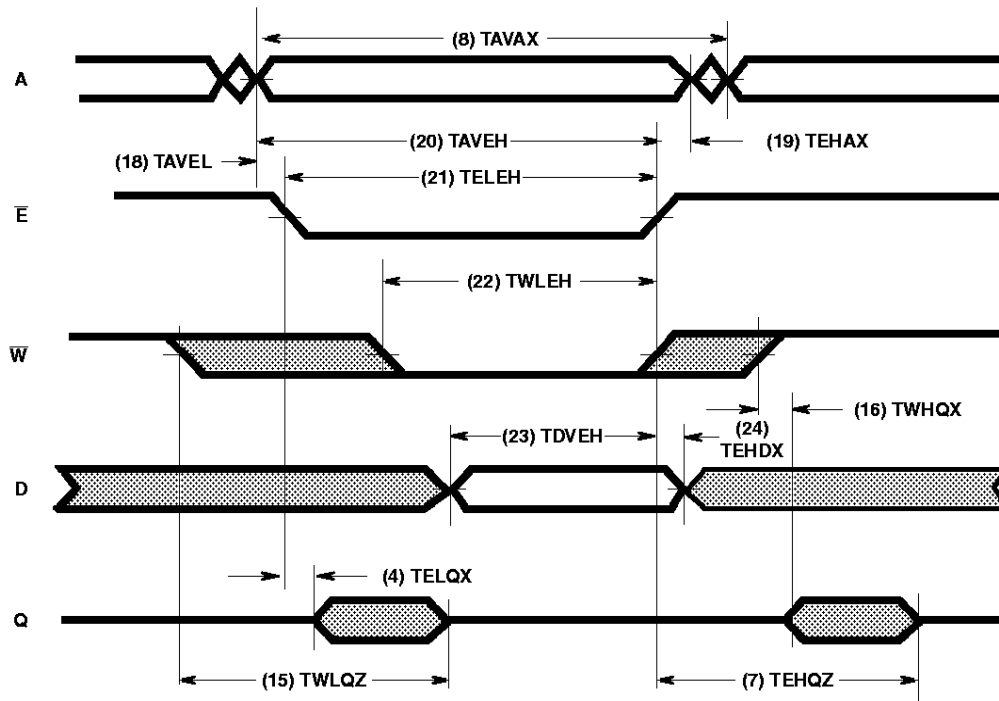 (8) TAVAX
A
(20) TAVEH
(19) TEHAX
(18) TAVEL
(21) TELEH
E̅
(22) TWLEH
W̅
(16) TWHQX
(23) TDVEH
(24)
TEHDX
D
(4) TELQX
Q
(15) TWLQZ
(7) TEHQZ